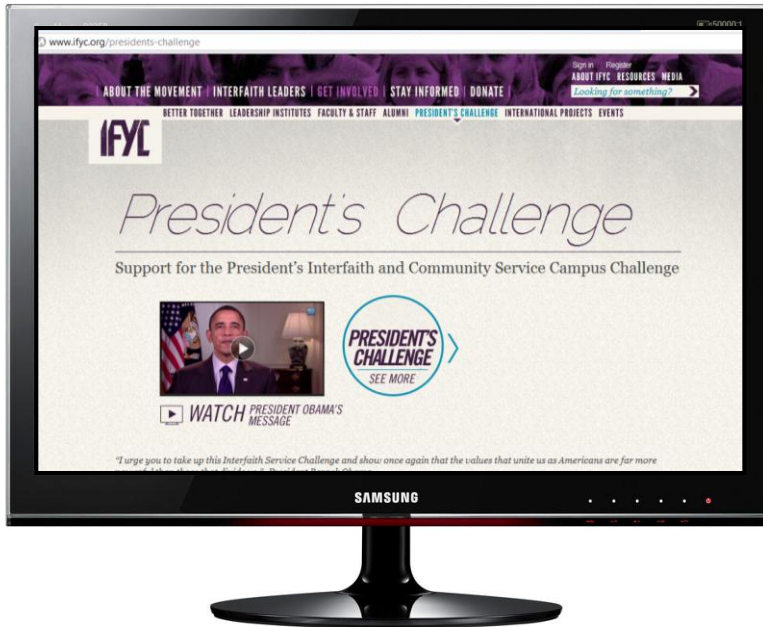 50000:1
www.ifyc.org/presidents-challenge
Sign in Register
ABOUT IFYC RESOURCES MEDIA
ABOUT THE MOVEMENT | INTERFAITH LEADERS | GET INVOLVED | STAY INFORMED | DONATE |
Looking for something?
BETTER TOGETHER LEADERSHIP INSTITUTES FACULTY & STAFF ALUMNI PRESIDENT'S CHALLENGE INTERNATIONAL PROJECTS EVENTS
IFYC
President's Challenge
Support for the President's Interfaith and Community Service Campus Challenge
PRESIDENT'S
CHALLENGE
SEE MORE
WATCH PRESIDENT OBAMA'S
MESSAGE
"I urge you to take up this Interfaith Service Challenge and show once again that the values that unite us as Americans are far more
SAMSUNG